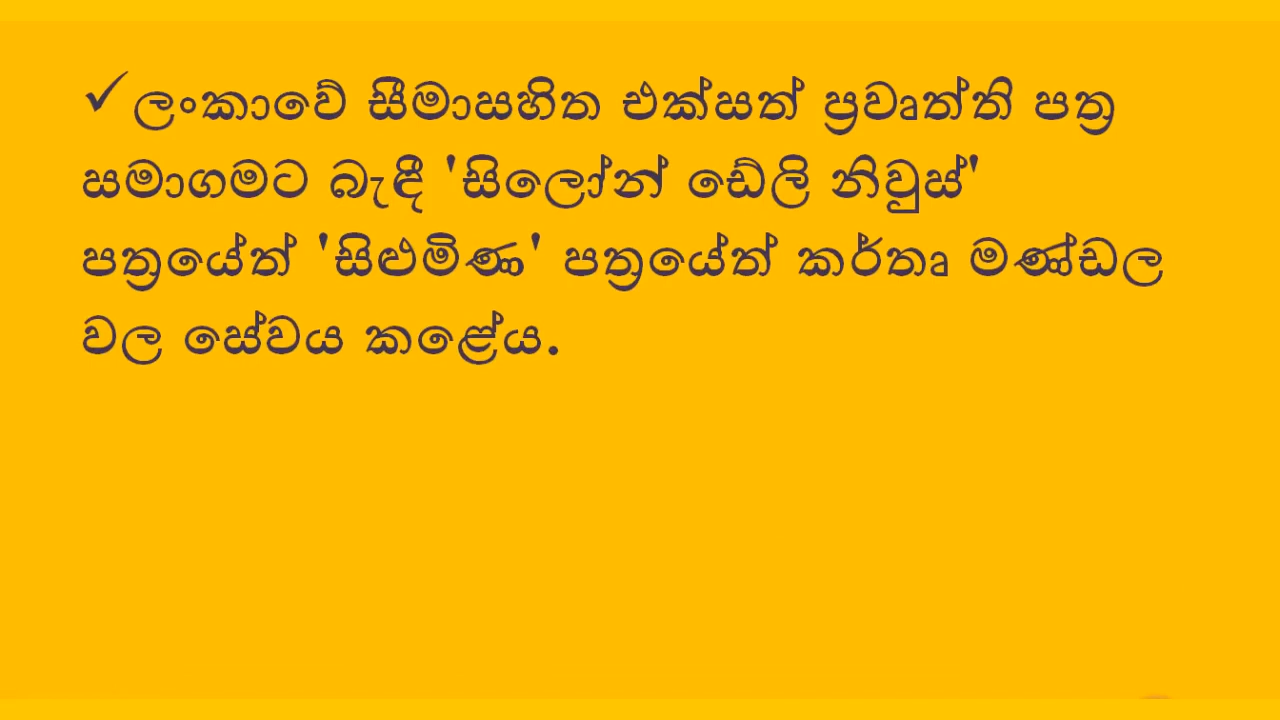 ✓ලංකාවේ සීමාසහිත එක්සත් ප්‍රවෘත්ති පත්‍ර
සමාගමට බැඳී 'සිලෝන් ඩේලි නිවුස්'
පත්‍රයේත් 'සිළුමිණ' පත්‍රයේත් කර්තෘ මණ්ඩල
වල සේවය කළේය.